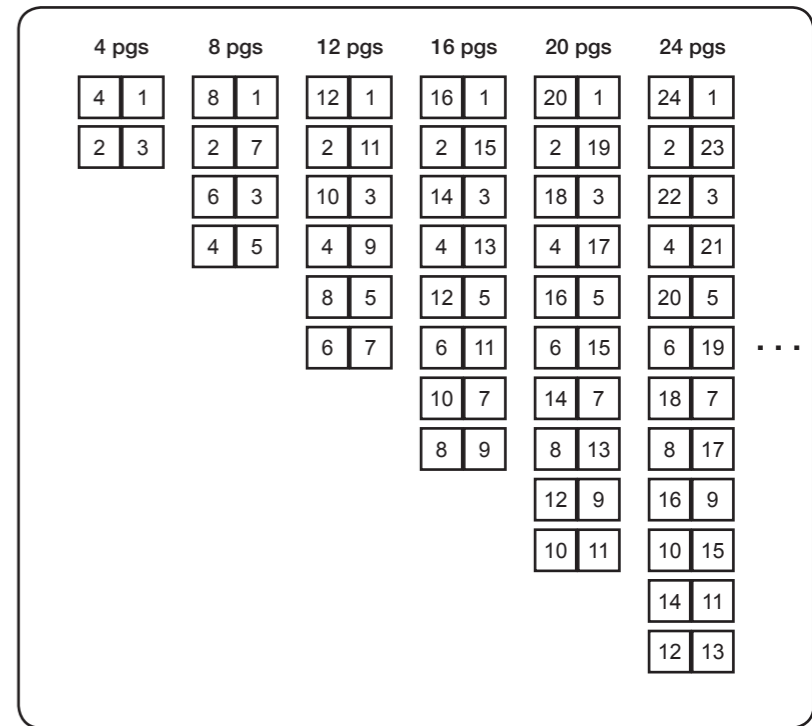 4 pgs 8 pgs 12 pgs 16 pgs 20 pgs 24 pgs
4 1 8 1 12 1 16 1 20 1 24 1
2 3 2 7 2 11 2 15 2 19 2 23
6 3 10 3 14 3 18 3 22 3
4 5 4 9 4 13 4 17 4 21
8 5 12 5 16 5 20 5
6 7 6 11 6 15 6 19 . . .
10 7 14 7 18 7
8 9 8 13 8 17
12 9 16 9
10 11 10 15
14 11
12 13